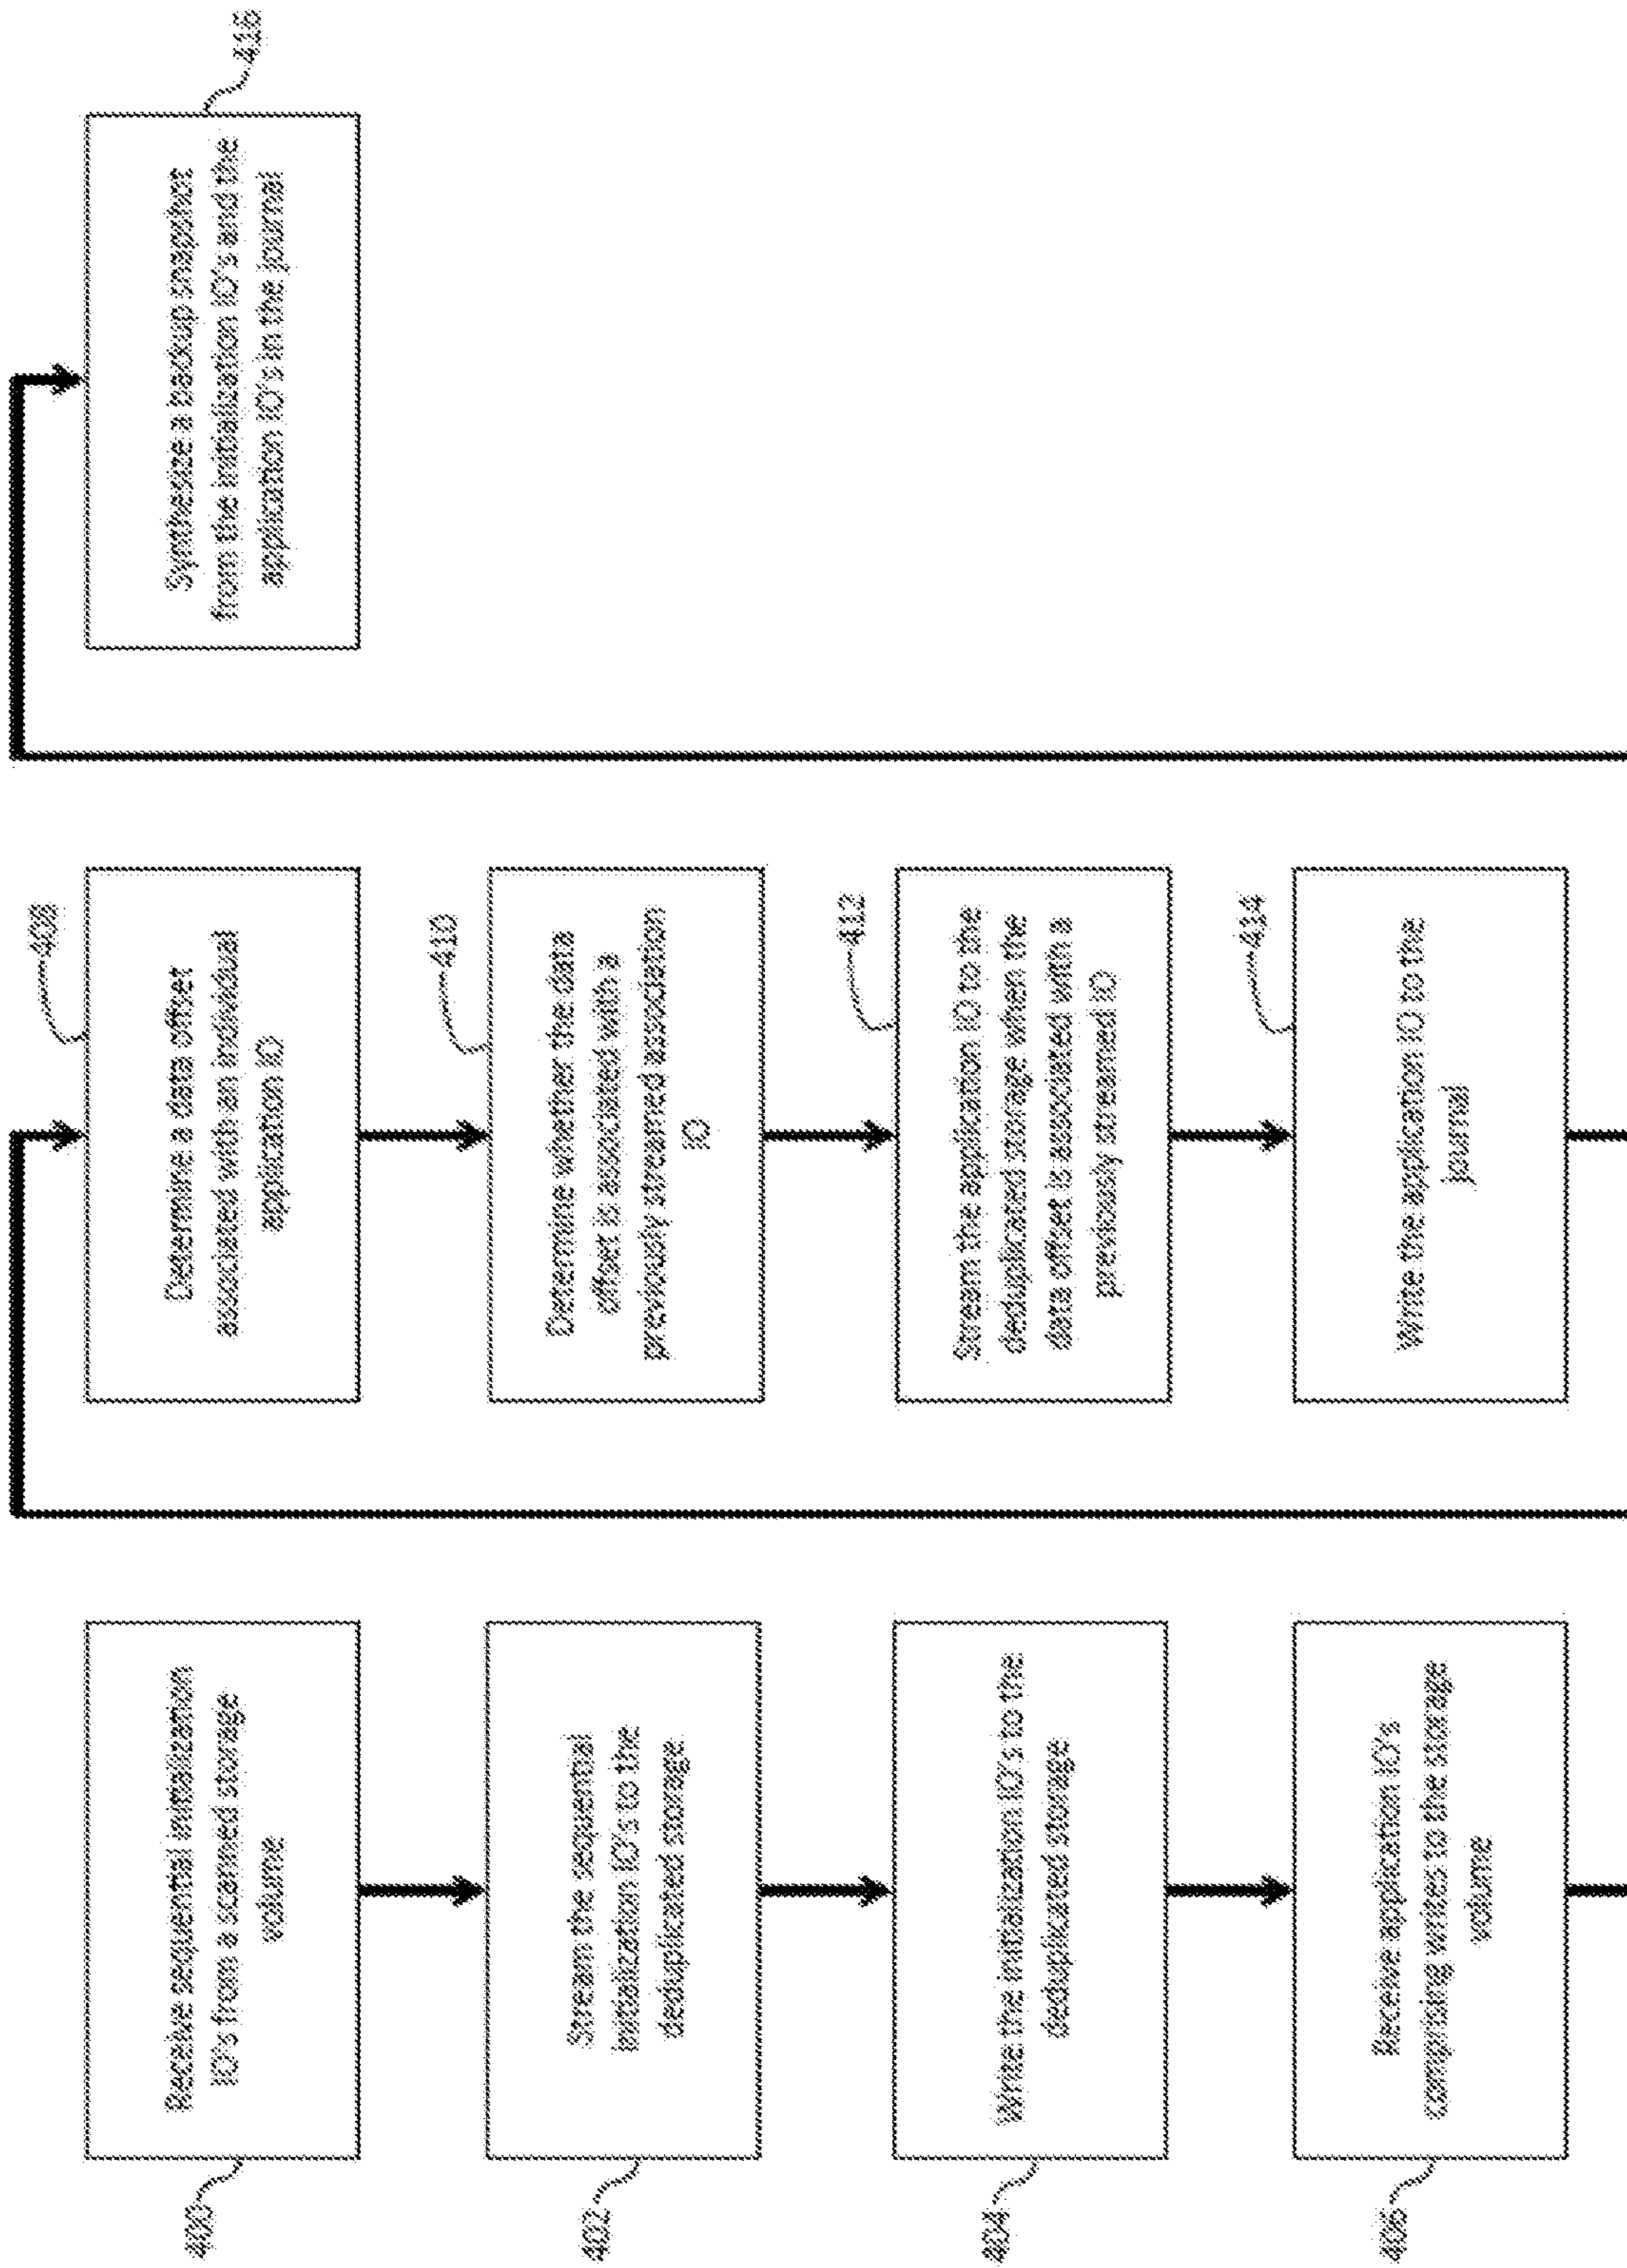 400
Receive sequential initialization
IO's from a scanned storage
volume
402
Stream the sequential
initialization IO's to the
deduplicated storage
404
Write the initialization IO's to the
deduplicated storage
406
Receive application IO's
comprising writes to the storage
volume
408
Determine a data offset
associated with an individual
application IO
410
Determine whether the data
offset is associated with a
previously streamed association
IO
412
Stream the application IO to the
deduplicated storage when the
data offset is associated with a
previously streamed IO
414
Write the application IO to the
journal
416
Synthesize a backup snapshot
from the initialization IO's and the
application IO's in the journal